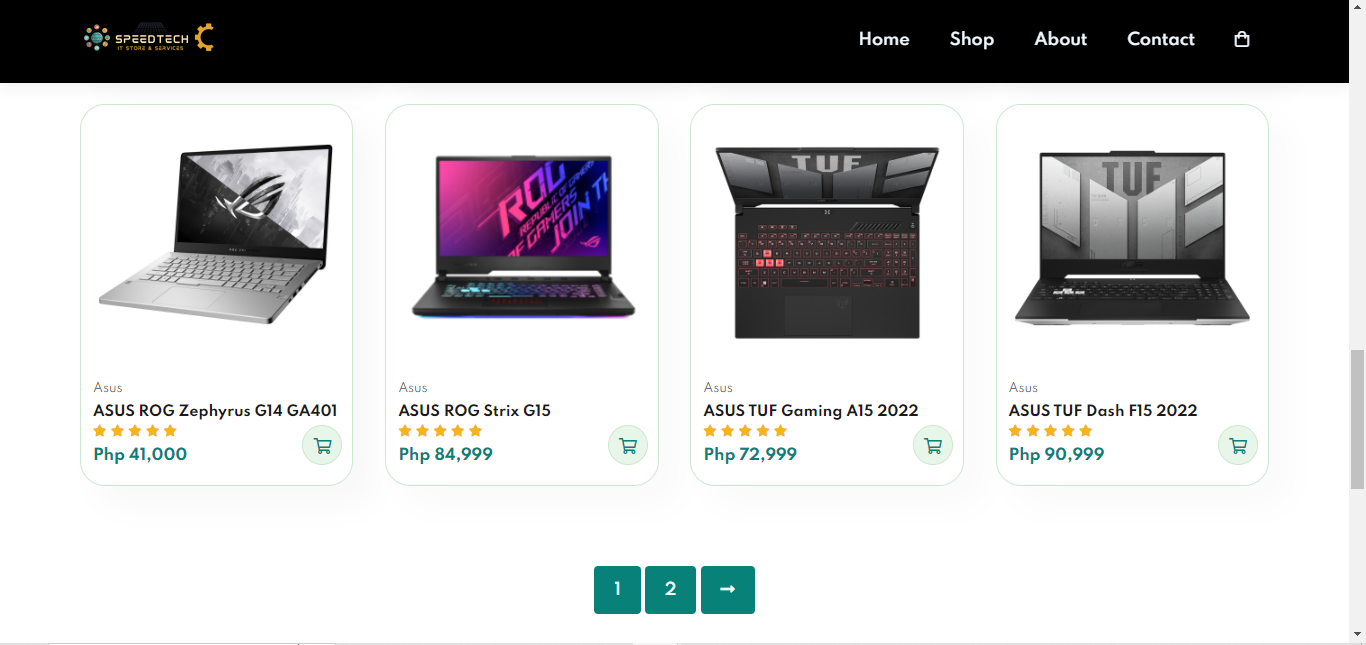 SPEEDTECH
IT STORE & SERVICES
Home
Shop
About
Contact
ROG
REPUBLIC OF GAMERS
JOIN TH
OF GAMERS
TUF
TUF
Asus
ASUS ROG Zephyrus G14 GA401
Php 41,000
Asus
ASUS ROG Strix G15
Php 84,999
Asus
ASUS TUF Gaming A15 2022
Php 72,999
Asus
ASUS TUF Dash F15 2022
Php 90,999
1
2